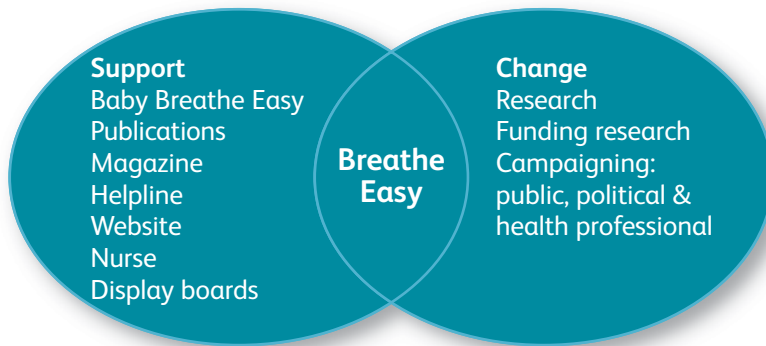 Support
Baby Breathe Easy
Publications
Magazine
Helpline
Website
Nurse
Display boards
Breathe
Easy
Change
Research
Funding research
Campaigning:
public, political &
health professional